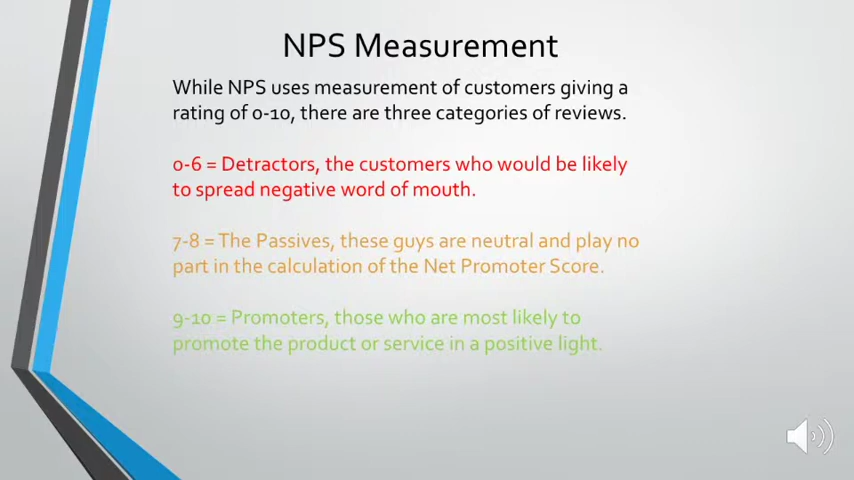 NPS Measurement
While NPS uses measurement of customers giving a
rating of 0-10, there are three categories of reviews.
0-6 = Detractors, the customers who would be likely
to spread negative word of mouth.
7-8 = The Passives, these guys are neutral and play no
part in the calculation of the Net Promoter Score.
9-10 = Promoters, those who are most likely to
promote the product or service in a positive light.